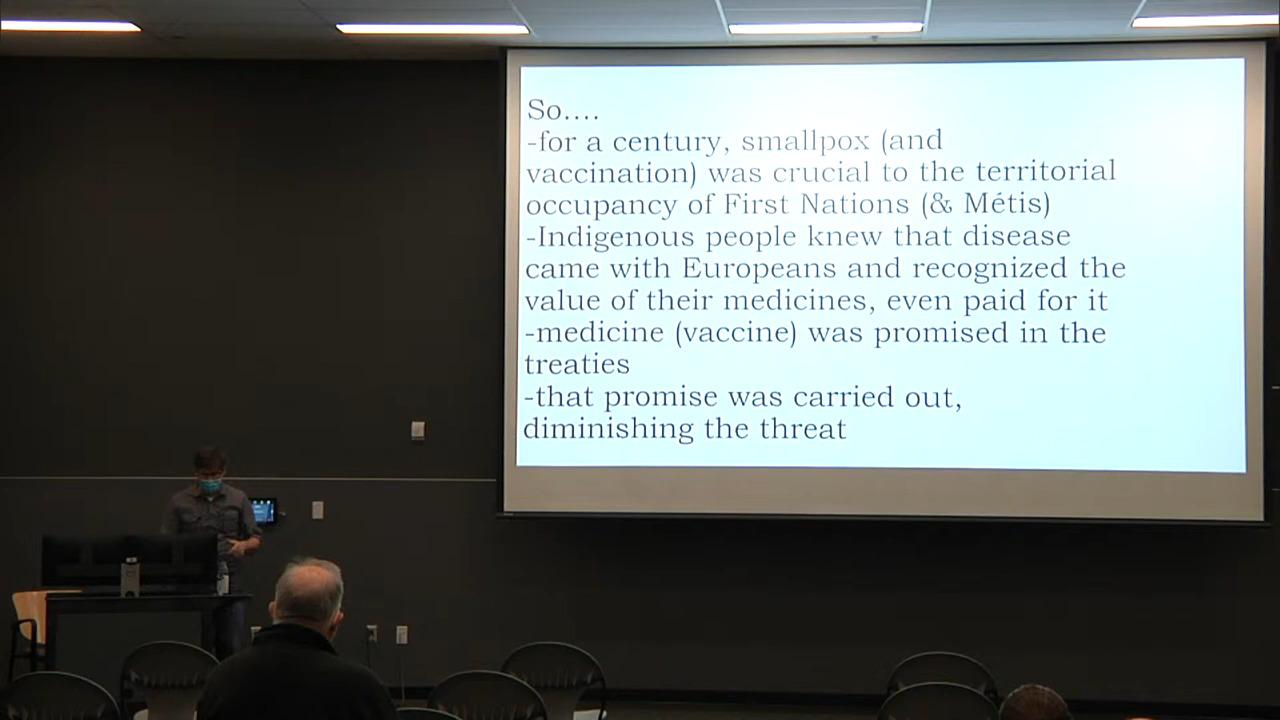 So....
-for a century, smallpox (and
vaccination) was crucial to the territorial
occupancy of First Nations (& Métis)
-Indigenous people knew that disease
came with Europeans and recognized the
value of their medicines, even paid for it
-medicine (vaccine) was promised in the
treaties
-that promise was carried out,
diminishing the threat